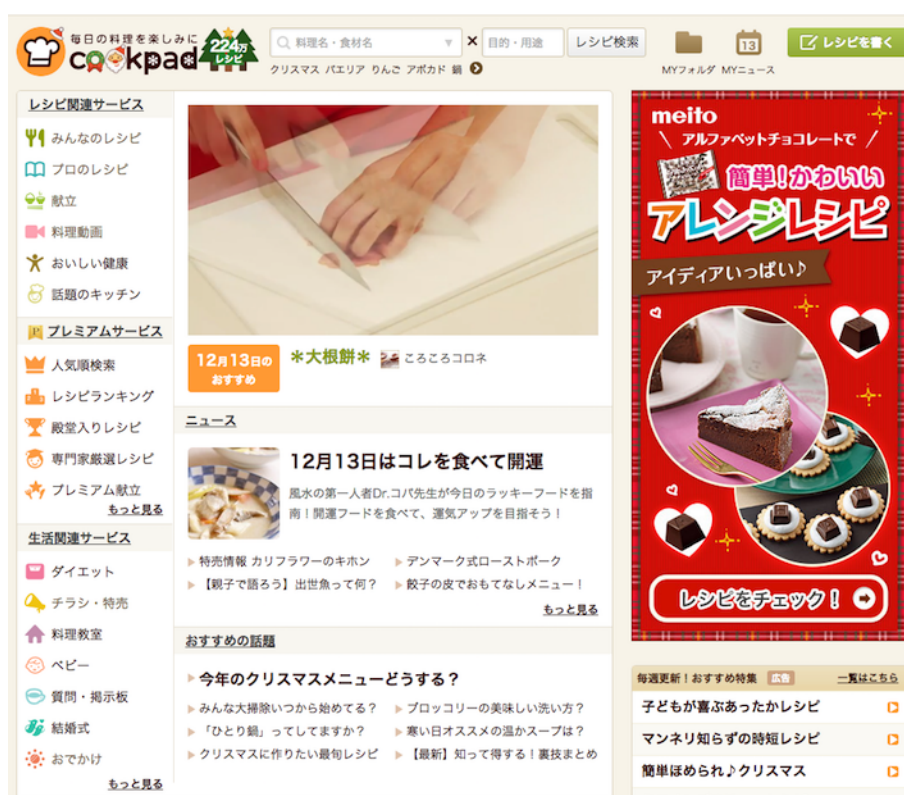 毎日の料理を楽しみに
cookpad
224万
レシピ
料理名・食材名
×
目的・用途
レシピ検索
クリスマス パエリア りんご アボカド 鍋
MYフォルダ
13
MYニュース
レシピを書く
レシピ関連サービス
みんなのレシピ
プロのレシピ
献立
料理動画
おいしい健康
話題のキッチン
プレミアムサービス
人気順検索
レシピランキング
殿堂入りレシピ
専門家厳選レシピ
プレミアム献立
もっと見る
生活関連サービス
ダイエット
チラシ・特売
料理教室
ベビー
質問・掲示板
結婚式
おでかけ
もっと見る
12月13日の
おすすめ
＊大根餅＊
ころころコロネ
ニュース
12月13日はコレを食べて開運
風水の第一人者Dr.コパ先生が今日のラッキーフードを指
南！開運フードを食べて、運気アップを目指そう！
特売情報 カリフラワーのキホン
デンマーク式ローストポーク
【親子で語ろう】出世魚って何？
餃子の皮でおもてなしメニュー！
もっと見る
おすすめの話題
今年のクリスマスメニューどうする？
みんな大掃除いつから始めてる？
ブロッコリーの美味しい洗い方？
「ひとり鍋」ってしてますか？
寒い日オススメの温かスープは？
クリスマスに作りたい最旬レシピ
【最新】知って得する！裏技まとめ
meito
アルファベットチョコレートで
簡単！かわいい
アレンジレシピ
アイディアいっぱい♪
レシピをチェック！
毎週更新！おすすめ特集
広告
一覧はこちら
子どもが喜ぶあったかレシピ
マンネリ知らずの時短レシピ
簡単ほめられ♪クリスマス